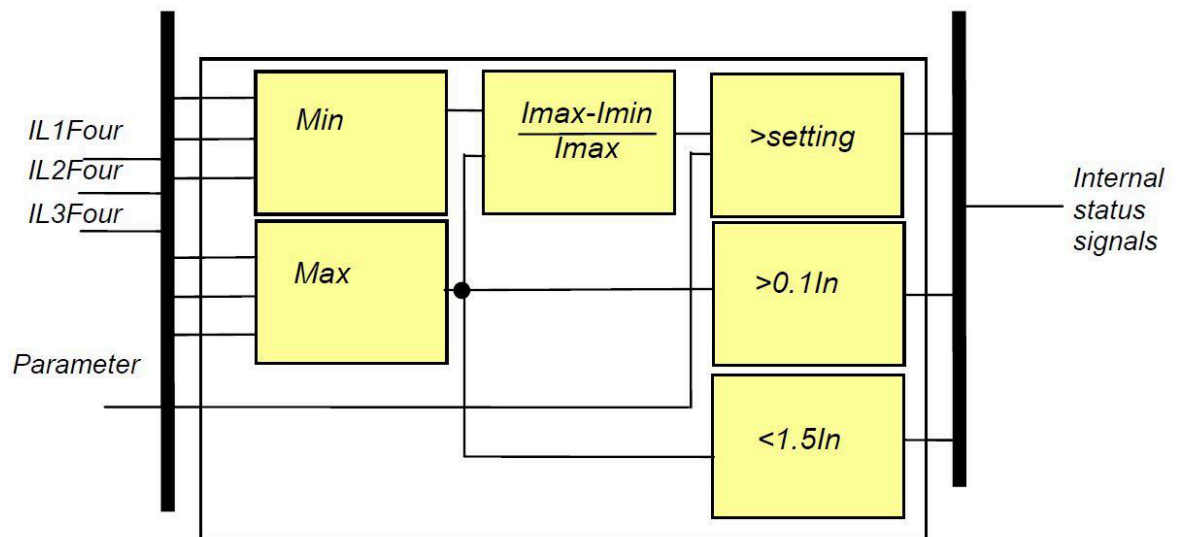 IL1Four
IL2Four
IL3Four
Parameter
Min
Max
Imax-Imin
Imax
>setting
>0.1In
<1.5In
Internal
status
signals